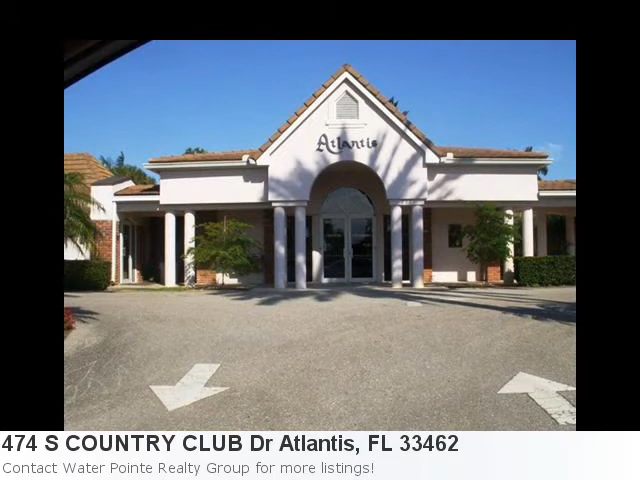 Atlantis
474 S COUNTRY CLUB Dr Atlantis, FL 33462
Contact Water Pointe Realty Group for more listings!